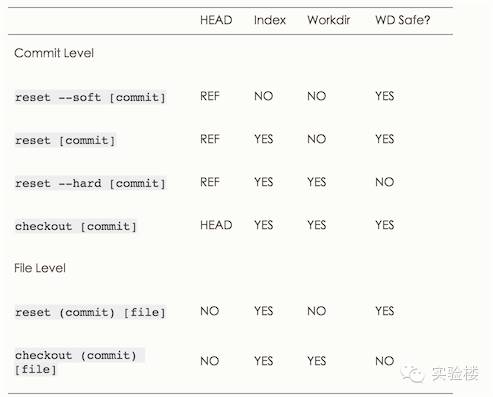 HEAD Index Workdir WD Safe?
Commit Level
reset --soft [commit] REF NO NO YES
reset [commit] REF YES NO YES
reset --hard [commit] REF YES YES NO
checkout [commit] HEAD YES YES YES
File Level
reset (commit) [file] NO YES NO YES
checkout (commit)
[file] NO YES YES NO
实验楼